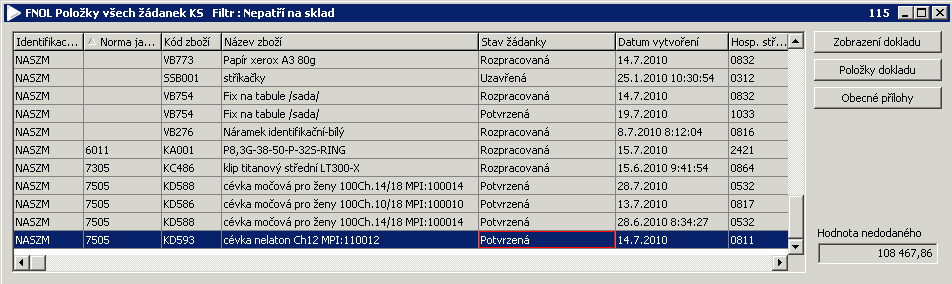 FNOL Položky všech žádanek KS Filtr : Nepatří na sklad 115
Identifikac... Norma ja... Kód zboží Název zboží Stav žádanky Datum vytvoření Hosp. stř...
NASZM VB773 Papír xerox A3 80g Rozpracovaná 14.7.2010 0832
NASZM SSB001 stříkačky Uzavřená 25.1.2010 10:30:54 0312
NASZM VB754 Fix na tabule /sada/ Rozpracovaná 14.7.2010 0832
NASZM VB754 Fix na tabule /sada/ Potvrzená 19.7.2010 1033
NASZM VB276 Náramek identifikační-bílý Rozpracovaná 8.7.2010 8:12:04 0816
NASZM 6011 KA001 P8,3G-38-50-P-32S-RING Rozpracovaná 15.7.2010 2421
NASZM 7305 KC486 klip titanový střední LT300-X Rozpracovaná 15.6.2010 9:41:54 0864
NASZM 7505 KD588 cévka močová pro ženy 100Ch.14/18 MPI:100014 Potvrzená 28.7.2010 0532
NASZM 7505 KD586 cévka močová pro ženy 100Ch.10/18 MPI:100010 Potvrzená 13.7.2010 0817
NASZM 7505 KD588 cévka močová pro ženy 100Ch.14/18 MPI:100014 Potvrzená 28.6.2010 8:34:27 0532
NASZM 7505 KD593 cévka nelaton Ch12 MPI:110012 Potvrzená 14.7.2010 0811
Zobrazení dokladu
Položky dokladu
Obecné přílohy
Hodnota nedodaného
108 467,86